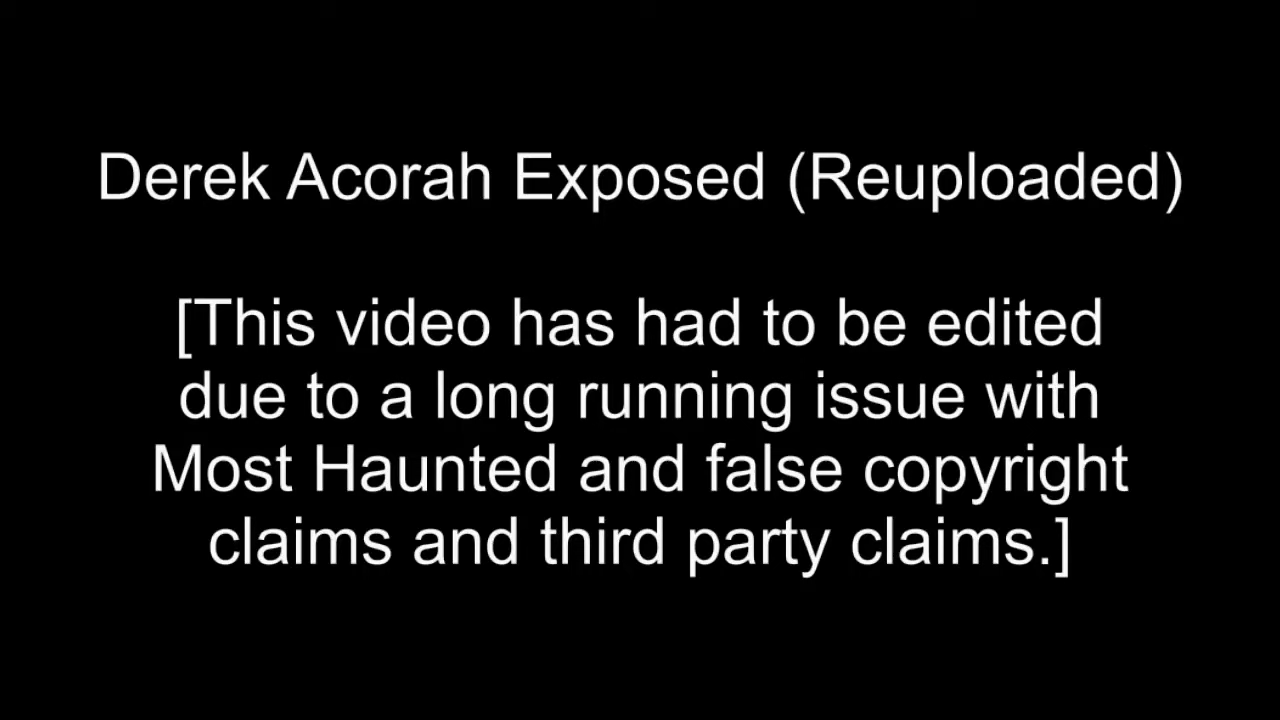 Derek Acorah Exposed (Reuploaded)
[This video has had to be edited
due to a long running issue with
Most Haunted and false copyright
claims and third party claims.]